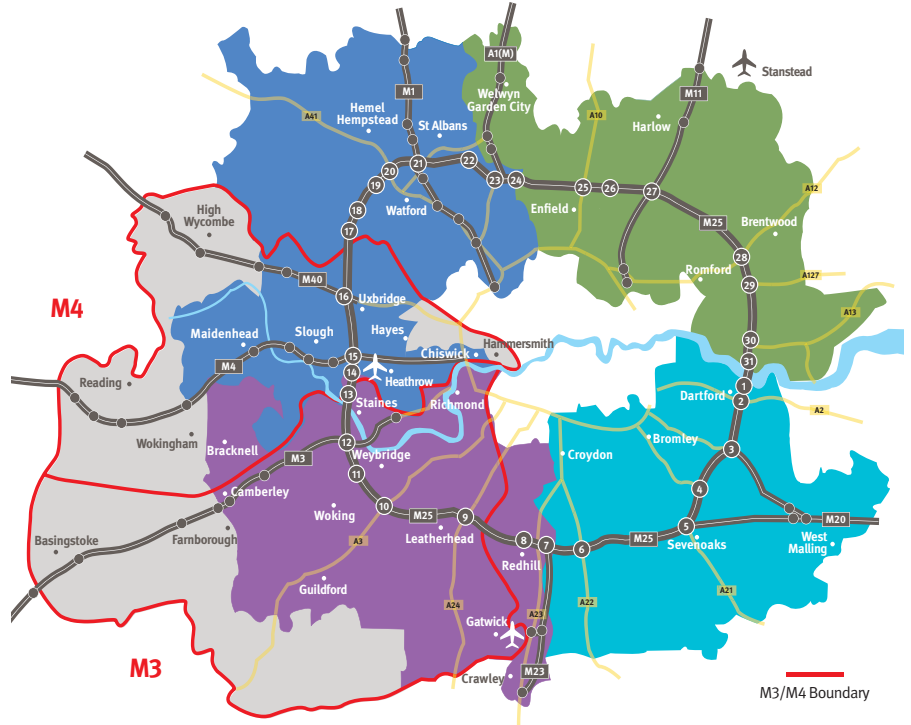 A1(M)
M1
M11
Stanstead
Welwyn
Garden City
Hemel
Hempstead
A41
St Albans
A10
Harlow
20
21
22
23
24
19
18
17
25
26
27
A12
Watford
Enfield
M25
Brentwood
High
Wycombe
28
Romford
A127
29
M40
16
Uxbridge
M4
A13
Maidenhead
Slough
Hayes
30
Hammersmith
Chiswick
15
31
M4
14
Heathrow
Reading
1
13
Staines
Richmond
Dartford
2
A2
Wokingham
Bracknell
12
Bromley
M3
Weybridge
Croydon
3
11
Camberley
4
Woking
10
M25
9
5
M20
Basingstoke
Farnborough
Leatherhead
8
7
6
M25
Sevenoaks
West
Malling
A3
Redhill
Guildford
A24
A23
A22
A21
Gatwick
M3
Crawley
M23
M3/M4 Boundary